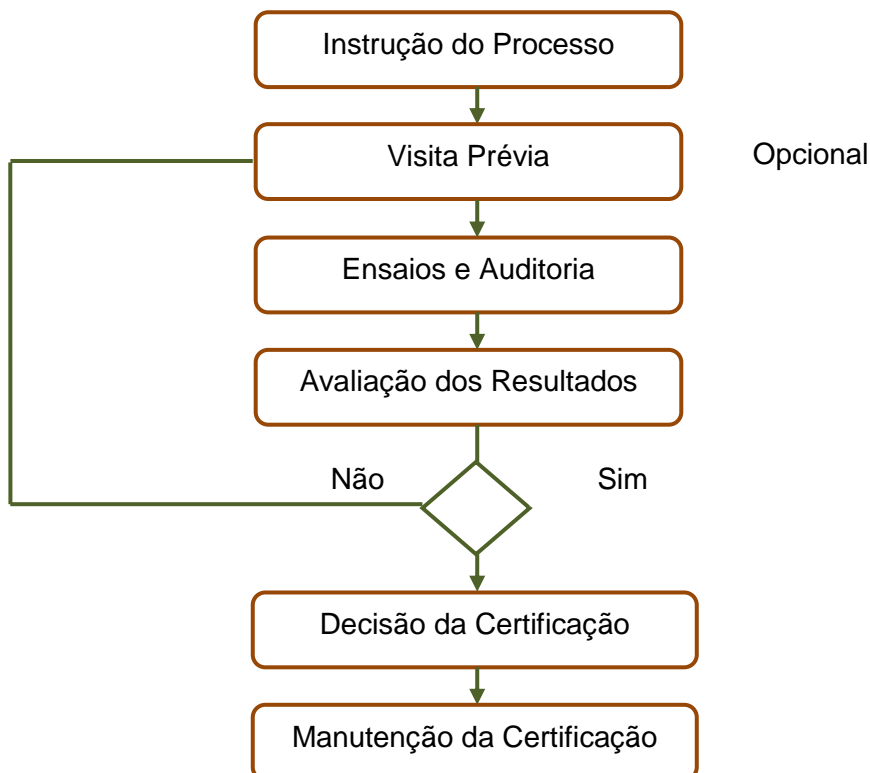 Instrução do Processo
Visita Prévia
Opcional
Ensaios e Auditoria
Avaliação dos Resultados
Não
Sim
Decisão da Certificação
Manutenção da Certificação